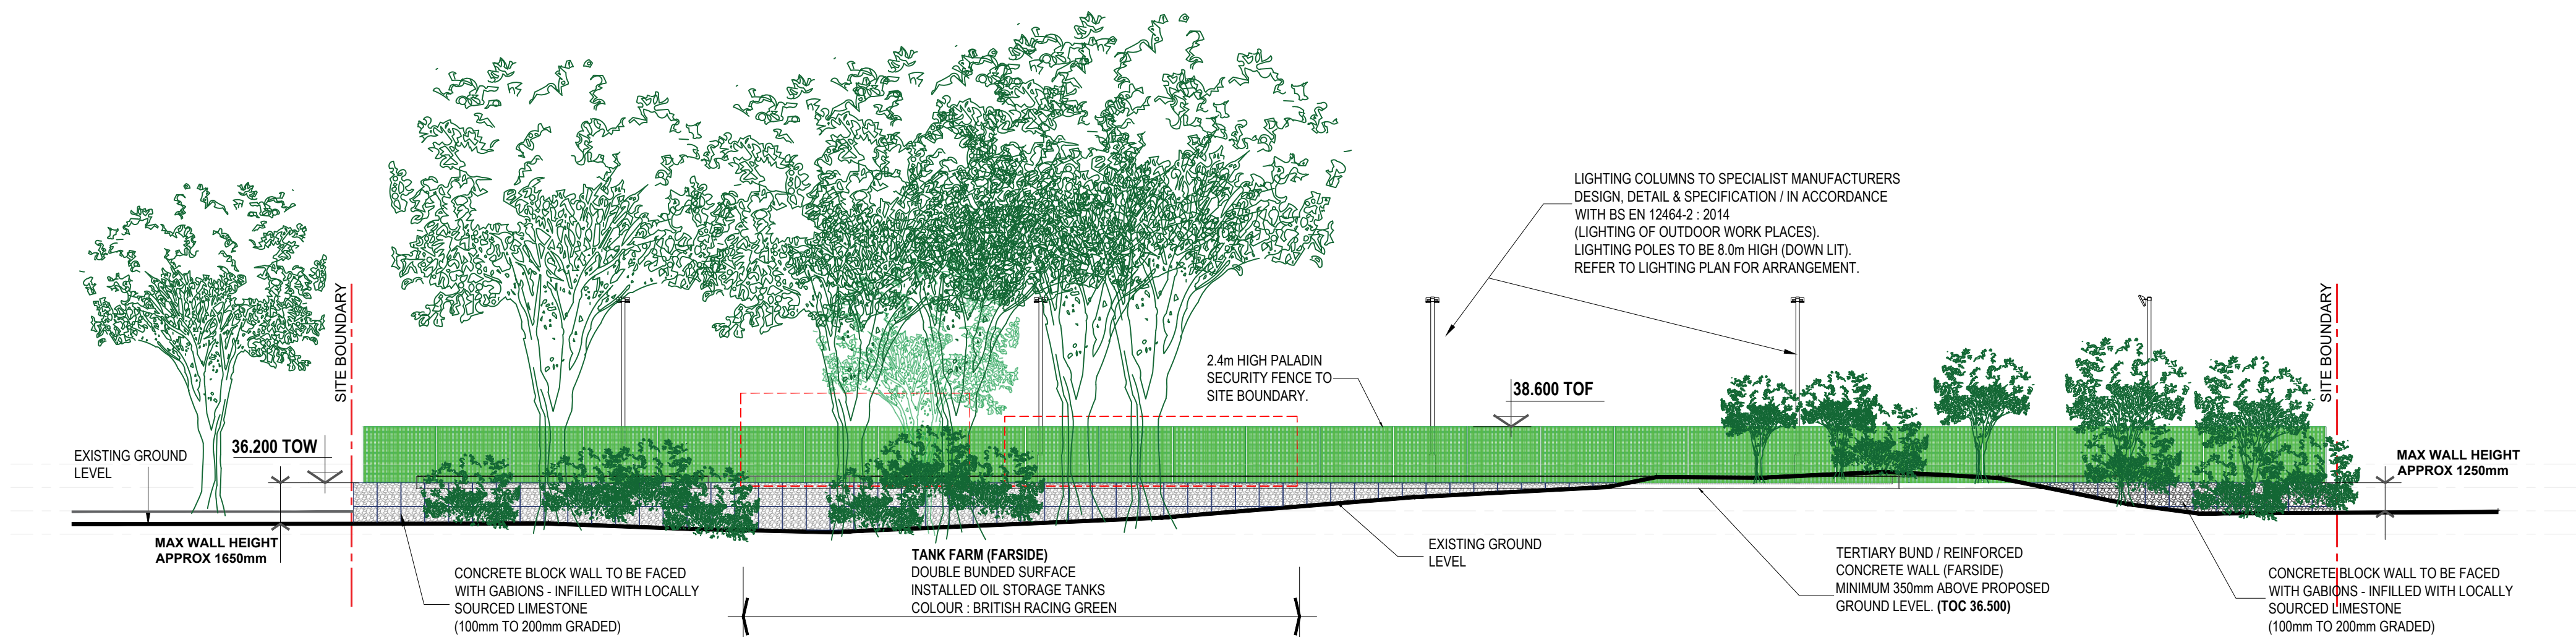 LIGHTING COLUMNS TO SPECIALIST MANUFACTURERS
DESIGN, DETAIL & SPECIFICATION / IN ACCORDANCE
WITH BS EN 12464-2 : 2014
(LIGHTING OF OUTDOOR WORK PLACES).
LIGHTING POLES TO BE 8.0m HIGH (DOWN LIT).
REFER TO LIGHTING PLAN FOR ARRANGEMENT.
SITE BOUNDARY
SITE BOUNDARY
2.4m HIGH PALADIN
SECURITY FENCE TO
SITE BOUNDARY.
38.600 TOF
36.200 TOW
EXISTING GROUND
LEVEL
MAX WALL HEIGHT
APPROX 1250mm
MAX WALL HEIGHT
APPROX 1650mm
CONCRETE BLOCK WALL TO BE FACED
WITH GABIONS - INFILLED WITH LOCALLY
SOURCED LIMESTONE
(100mm TO 200mm GRADED)
TANK FARM (FARSIDE)
DOUBLE BUNDED SURFACE
INSTALLED OIL STORAGE TANKS
COLOUR : BRITISH RACING GREEN
EXISTING GROUND
LEVEL
TERTIARY BUND / REINFORCED
CONCRETE WALL (FARSIDE)
MINIMUM 350mm ABOVE PROPOSED
GROUND LEVEL. (TOC 36.500)
CONCRETE BLOCK WALL TO BE FACED
WITH GABIONS - INFILLED WITH LOCALLY
SOURCED LIMESTONE
(100mm TO 200mm GRADED)